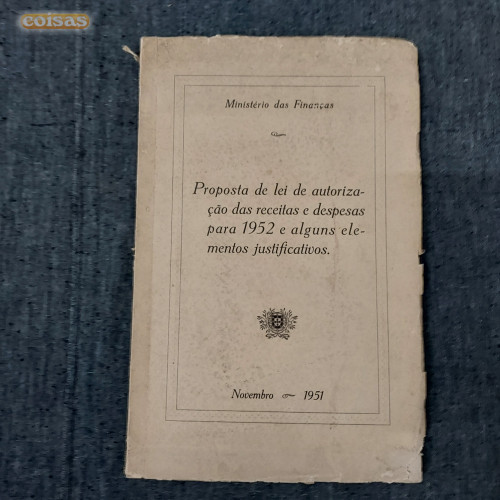 coisas
Ministério das Finanças
Proposta de lei de autoriza-
ção das receitas e despesas
para 1952 e alguns ele-
mentos justificativos.
Novembro ~ 1951